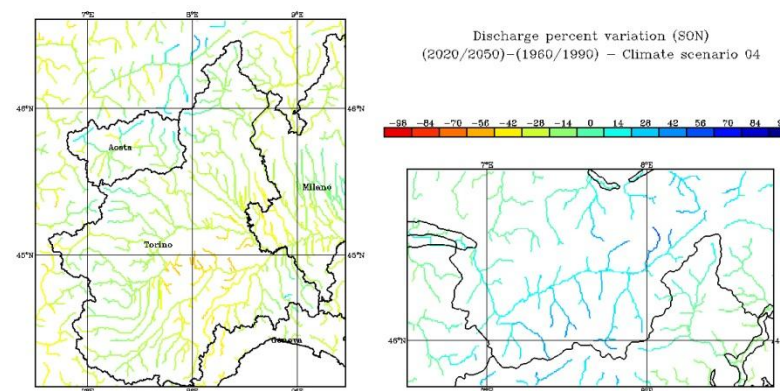 7°E 8°E 9°E
Discharge percent variation (SON)
(2020/2050)-(1960/1990) - Climate scenario 04
46°N 46°N
-98 -84 -70 -56 -42 -28 -14 0 14 28 42 56 70 84
Aosta
7°E 8°E
Milano
45°N 45°N
Torino
Genova
46°N